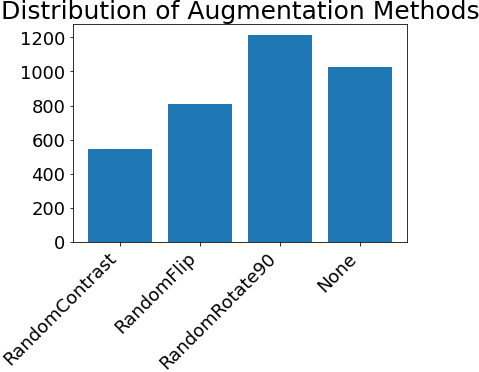 Distribution of Augmentation Methods
1200
1000
800
600
400
200
0
RandomContrast
RandomFlip
RandomRotate90
None